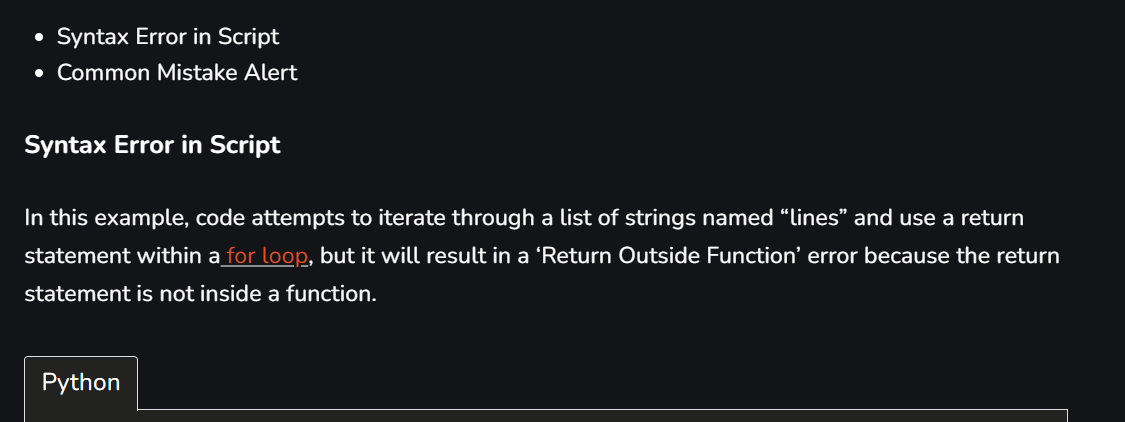 Syntax Error in Script
Common Mistake Alert
Syntax Error in Script
In this example, code attempts to iterate through a list of strings named “lines” and use a return
statement within a for loop, but it will result in a ‘Return Outside Function’ error because the return
statement is not inside a function.
Python